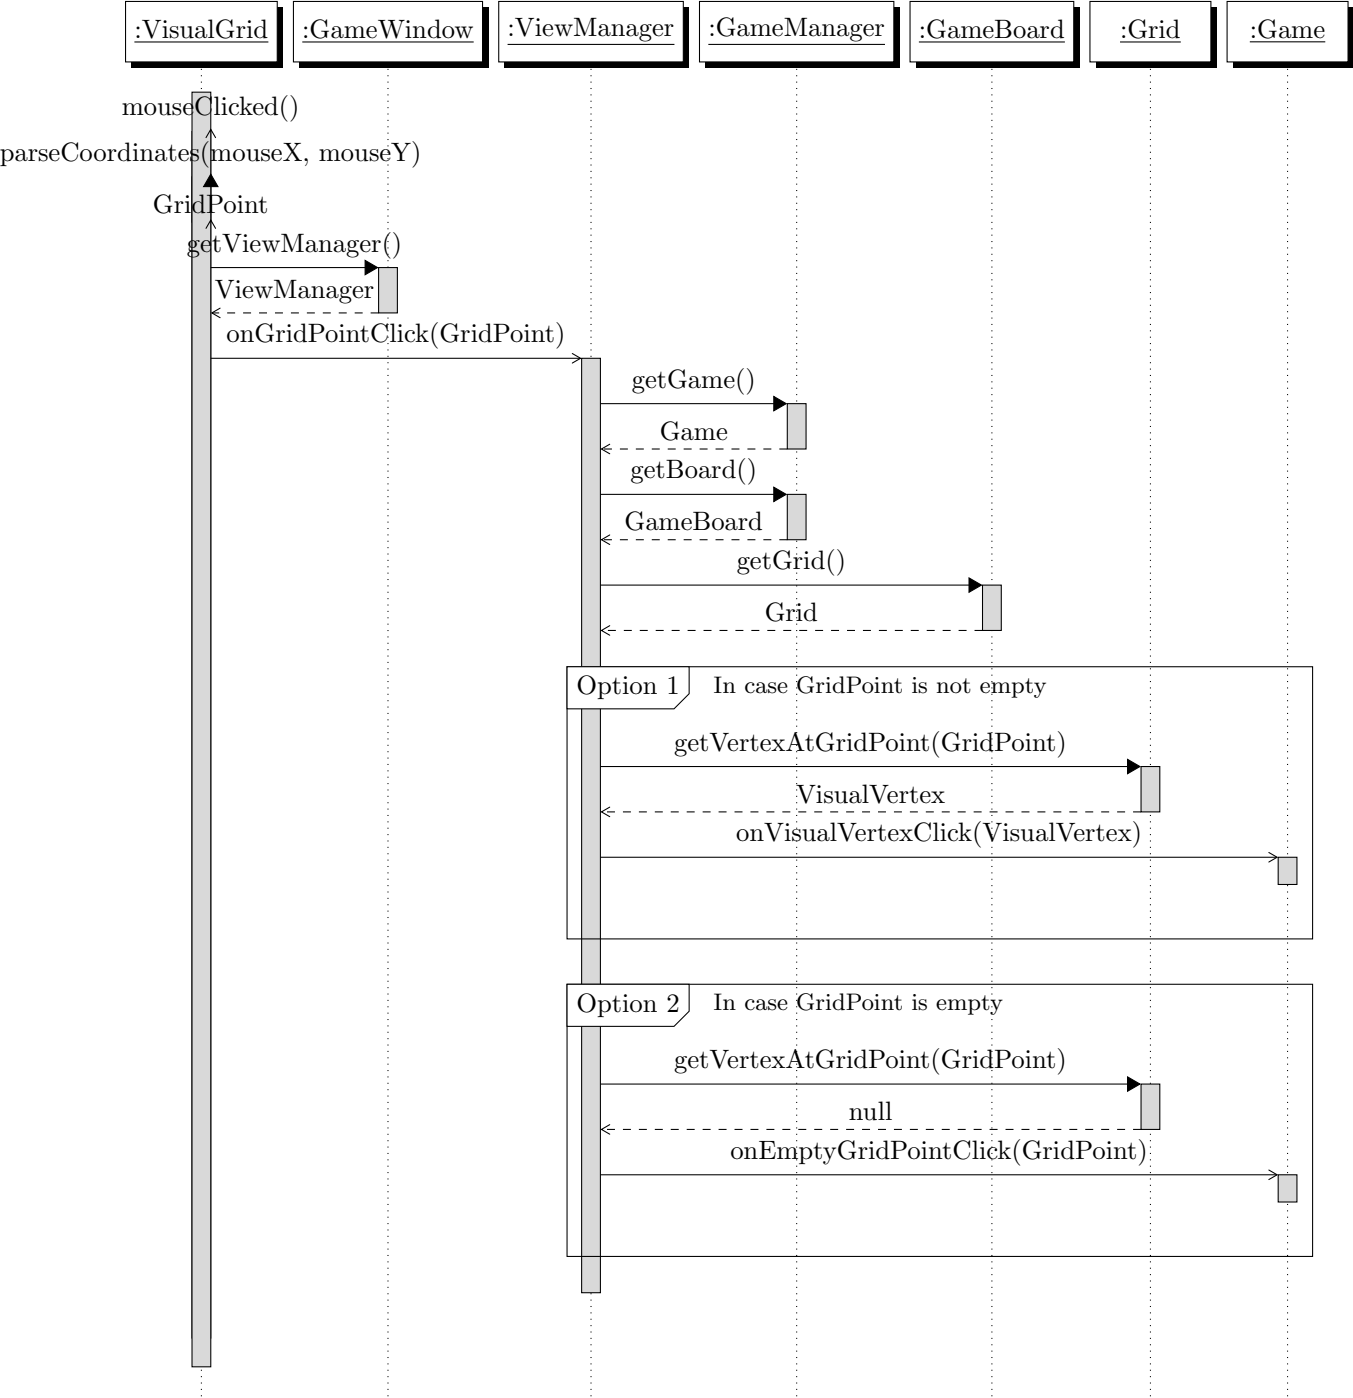 :VisualGrid :GameWindow :ViewManager :GameManager :GameBoard :Grid :Game
mouseClicked()
parseCoordinates(mouseX, mouseY)
GridPoint
getViewManager()
ViewManager
onGridPointClick(GridPoint)
getGame()
Game
getBoard()
GameBoard
getGrid()
Grid
Option 1 In case GridPoint is not empty
getVertexAtGridPoint(GridPoint)
VisualVertex
onVisualVertexClick(VisualVertex)
Option 2 In case GridPoint is empty
getVertexAtGridPoint(GridPoint)
null
onEmptyGridPointClick(GridPoint)